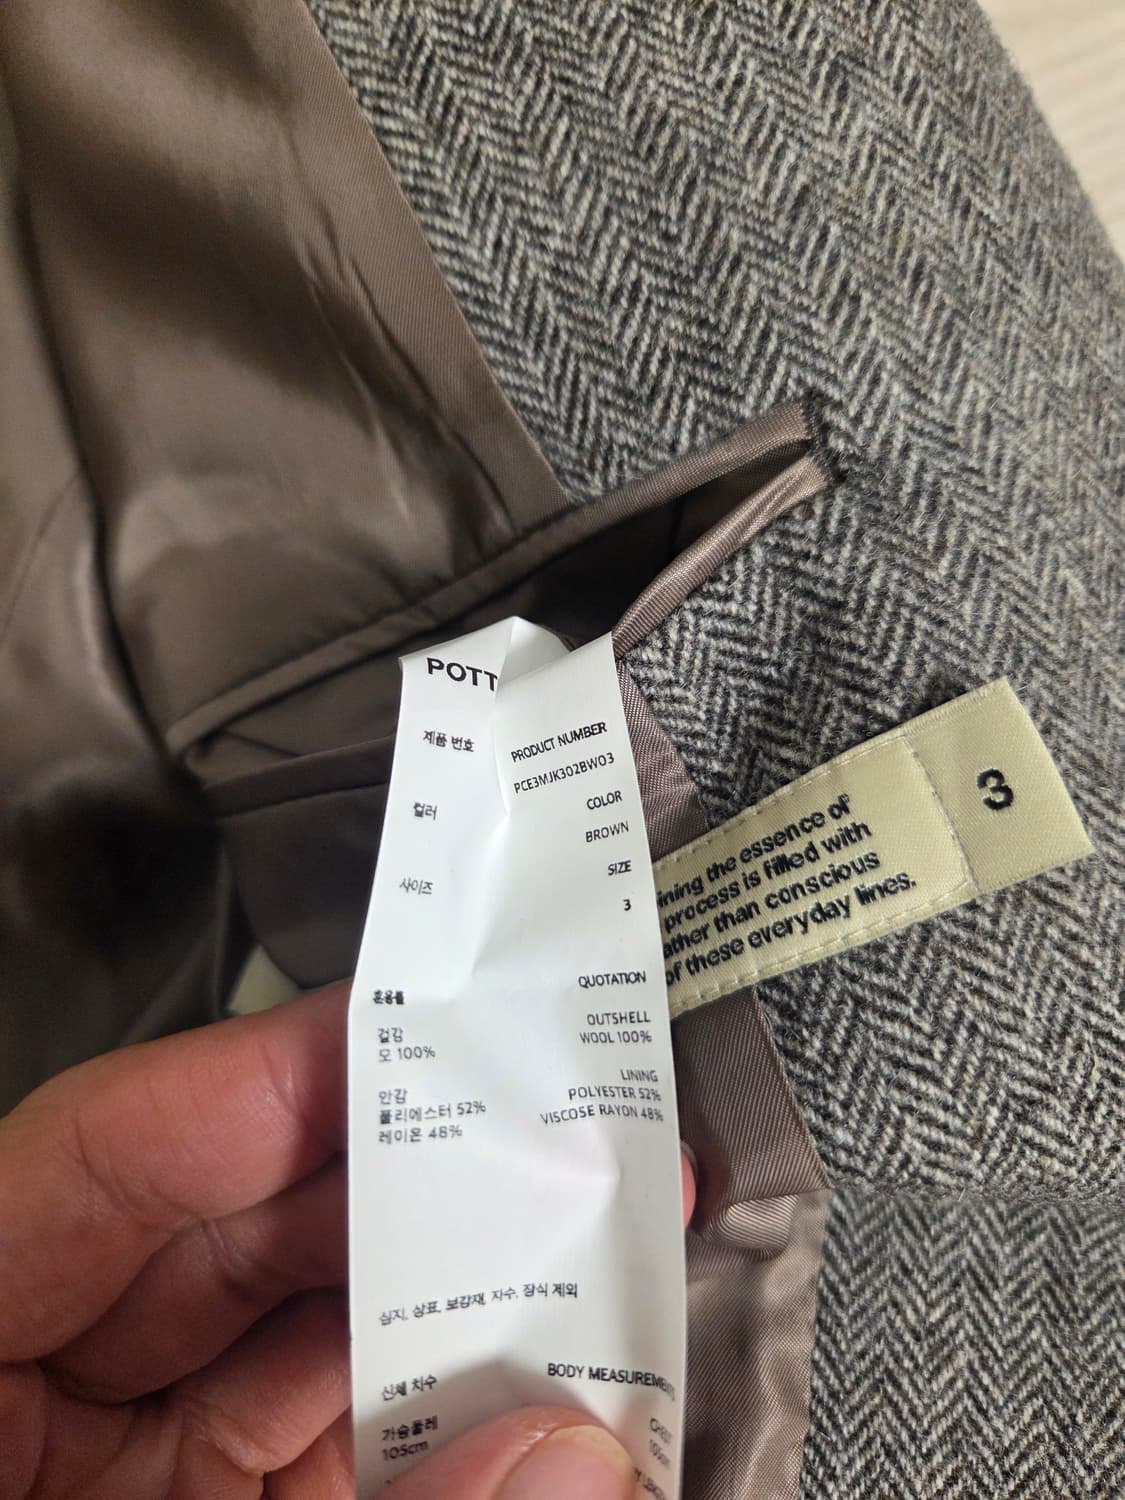 POTT
제품 번호
PRODUCT NUMBER
PCE3MJK302BW03
컬러
COLOR
BROWN
사이즈
SIZE
3
혼용률
QUOTATION
겉감
모 100%
OUTSHELL
WOOL 100%
안감
폴리에스터 52%
레이온 48%
LINING
POLYESTER 52%
VISCOSE RAYON 48%
심지, 상표, 보강재, 자수, 장식 제외
신체 치수
BODY MEASUREMENTS
가슴둘레
105cm
3
ining the essence of
process is filled with
ather than conscious
of these everyday lines.